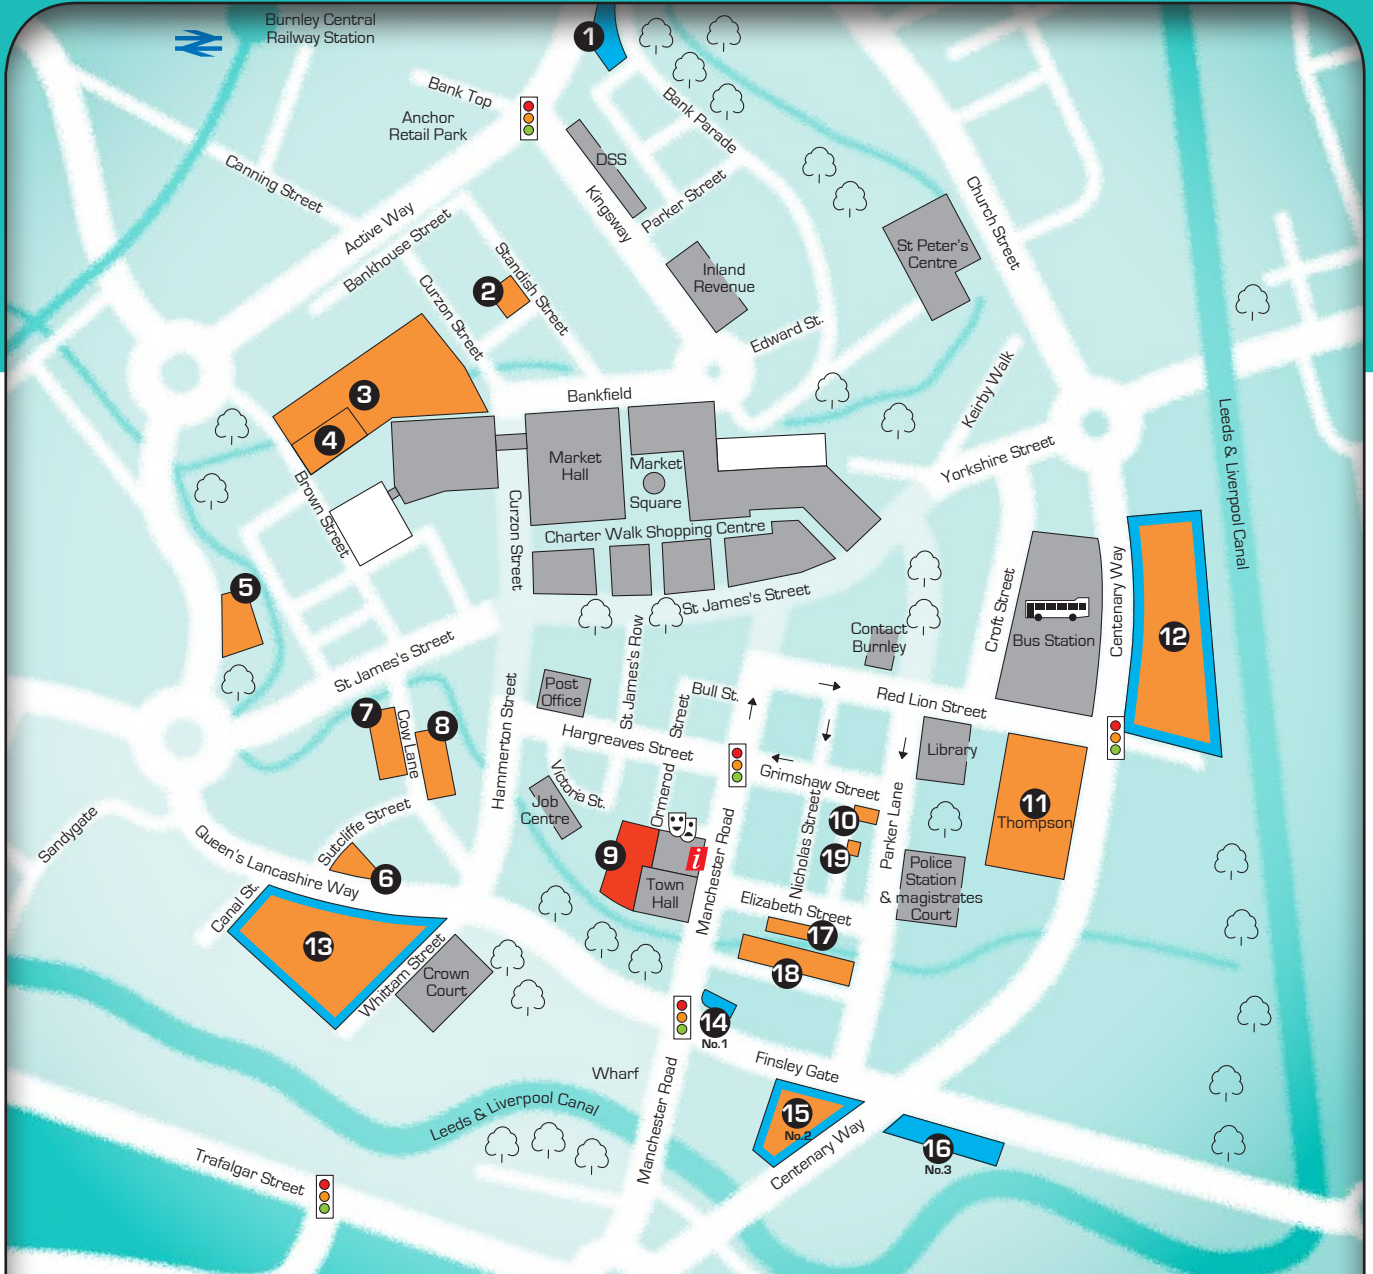 Burnley Central
Railway Station
1
Bank Top
Anchor
Retail Park
Bank Parade
DSS
Canning Street
Kingsway
Parker Street
Church Street
Active Way
Bankhouse Street
Standish Street
St Peter's
Centre
Inland
Revenue
2
Curzon Street
Edward St.
Keirby Walk
3
4
Bankfield
Market
Hall
Market
Square
Yorkshire Street
Leeds & Liverpool Canal
Brown Street
Curzon Street
Charter Walk Shopping Centre
St James's Street
5
Croft Street
Bus Station
Centenary Way
12
Contact
Burnley
St James's Street
St James's Row
Post
Office
Bull St.
Red Lion Street
7
Cow Lane
8
Hammerton Street
Hargreaves Street
Ormerod
Street
Library
Grimshaw Street
Victoria St.
Job
Centre
Nicholas Street
Parker Lane
10
11
Thompson
Sandygate
Sutcliffe Street
Queen's Lancashire Way
6
9
i
Town
Hall
Manchester Road
19
Police
Station
& magistrates
Court
Canal St.
13
Elizabeth Street
17
18
Whittam Street
Crown
Court
14
No.1
Finsley Gate
Wharf
Manchester Road
Leeds & Liverpool Canal
15
No.2
Centenary Way
16
No.3
Trafalgar Street